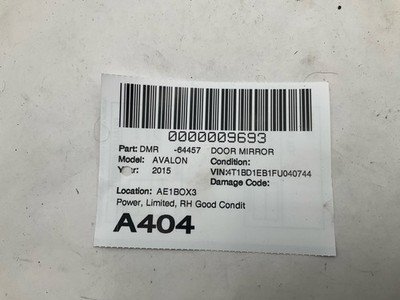 0000009693
Part: DMR -64457 DOOR MIRROR
Model: AVALON Condition:
Year: 2015 VIN:4T1BD1EB1FU040744
Damage Code:
Location: AE1BOX3
Power, Limited, RH Good Condit
A404